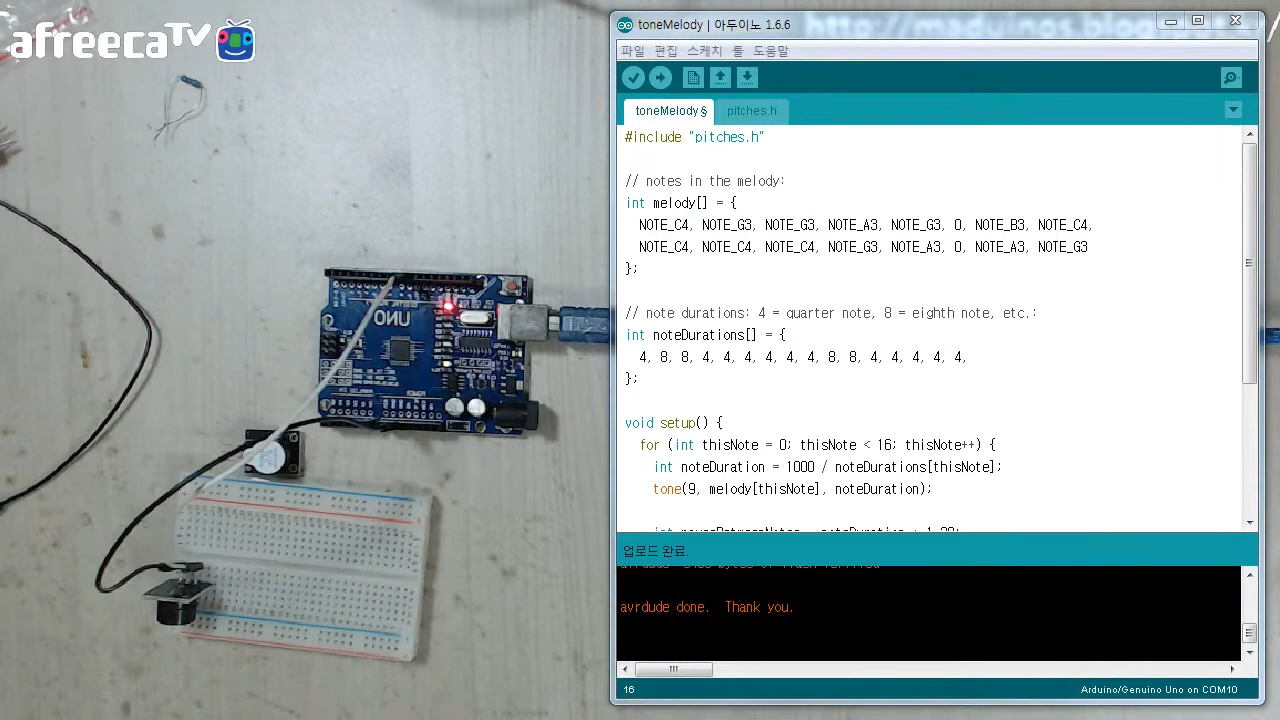 afreecaTV
toneMelody | 아두이노 1.6.6
파일 편집 스케치 툴 도움말
toneMelody § pitches.h
#include "pitches.h"
// notes in the melody:
int melody[] = {
NOTE_C4, NOTE_G3, NOTE_G3, NOTE_A3, NOTE_G3, 0, NOTE_B3, NOTE_C4,
NOTE_C4, NOTE_C4, NOTE_C4, NOTE_G3, NOTE_A3, 0, NOTE_A3, NOTE_G3
};
// note durations: 4 = quarter note, 8 = eighth note, etc.:
int noteDurations[] = {
4, 8, 8, 4, 4, 4, 4, 4, 4, 8, 8, 4, 4, 4, 4, 4,
};
void setup() {
for (int thisNote = 0; thisNote < 16; thisNote++) {
int noteDuration = 1000 / noteDurations[thisNote];
tone(9, melody[thisNote], noteDuration);
업로드 완료.
avrdude done. Thank you.
16 Arduino/Genuino Uno on COM10
UNO